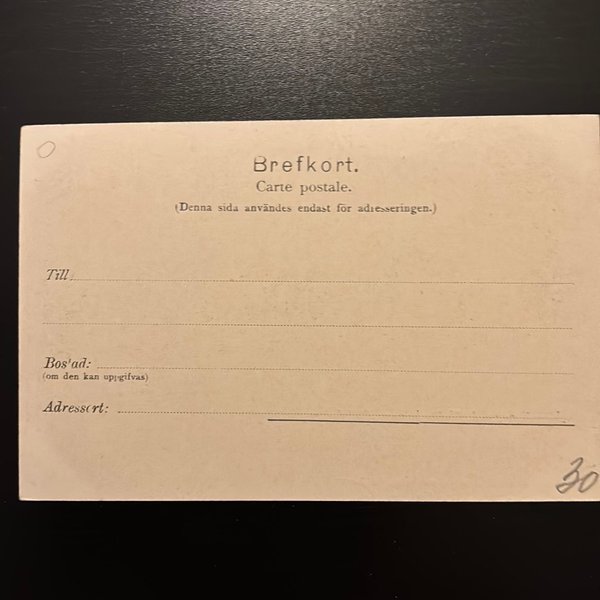 Brefkort.
Carte postale.
(Denna sida användes endast för adresseringen.)
Till
Bostad:
(om den kan uppgifvas)
Adressort:
30